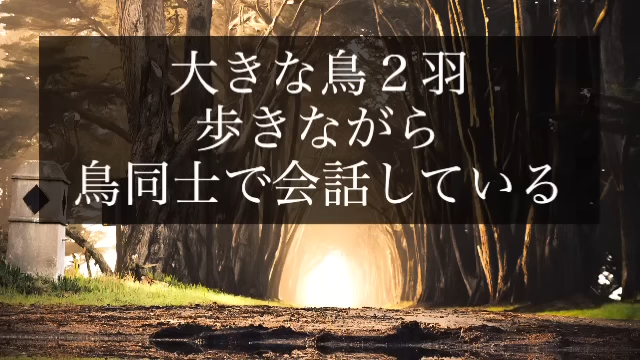 大きな鳥２羽
歩きながら
鳥同士で会話している